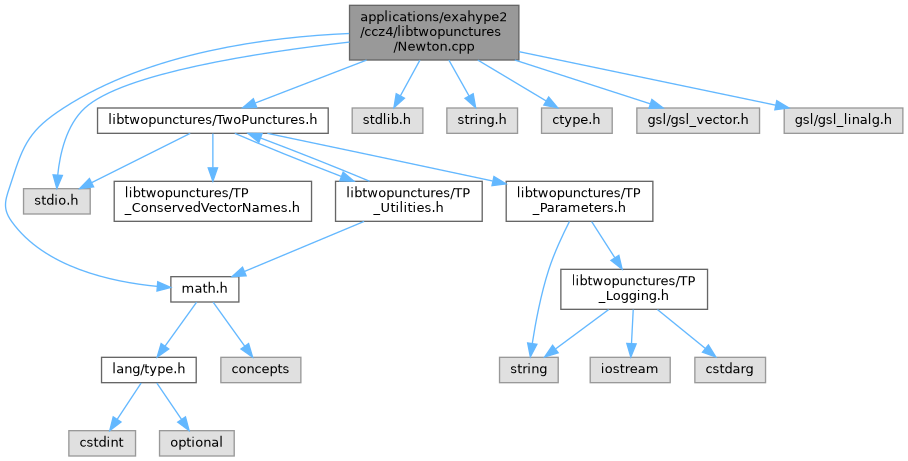 applications/exahype2
/ccz4/libtwopunctures
/Newton.cpp
libtwopunctures/TwoPunctures.h
stdlib.h
string.h
ctype.h
gsl/gsl_vector.h
gsl/gsl_linalg.h
stdio.h
libtwopunctures/TP
_ConservedVectorNames.h
libtwopunctures/TP
_Utilities.h
libtwopunctures/TP
_Parameters.h
math.h
libtwopunctures/TP
_Logging.h
lang/type.h
concepts
string
iostream
cstdarg
cstdint
optional